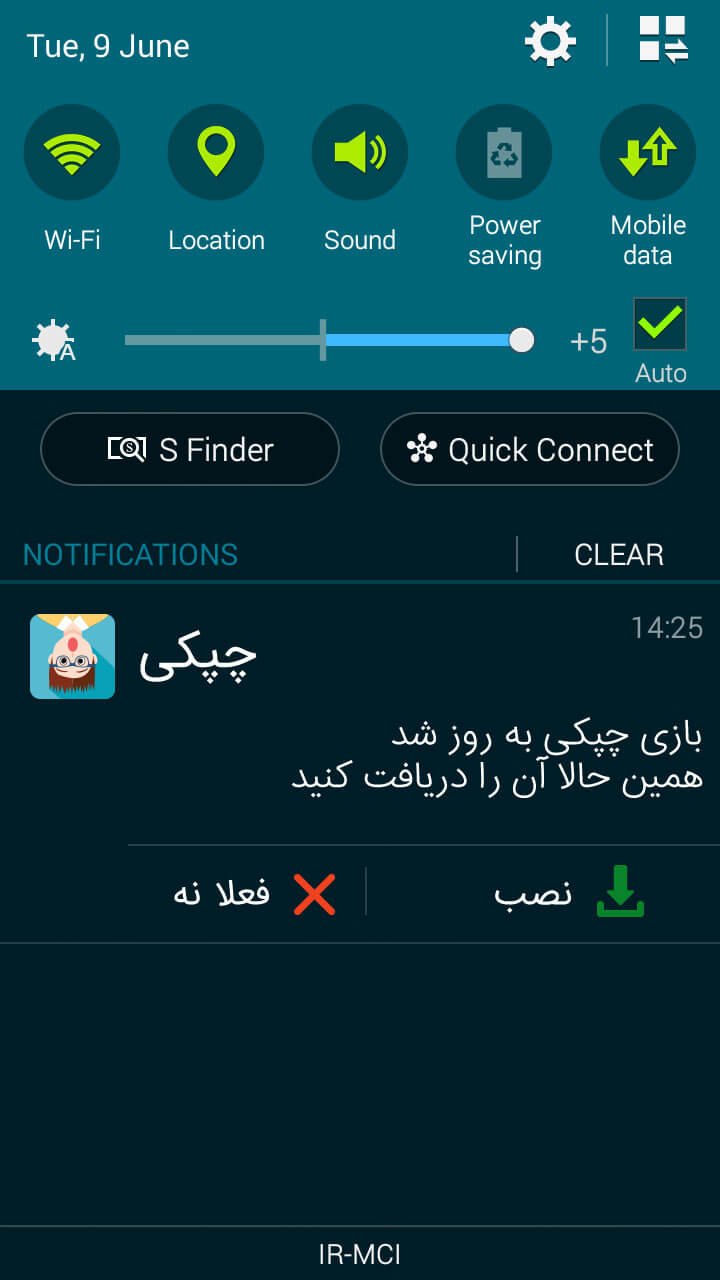 Tue, 9 June
Wi-Fi
Location
Sound
Power
saving
Mobile
data
A
+5
Auto
S Finder
Quick Connect
NOTIFICATIONS
CLEAR
چپکی
14:25
بازی چپکی به روز شد
همین حالا آن را دریافت کنید
نصب
فعلا نه
IR-MCI